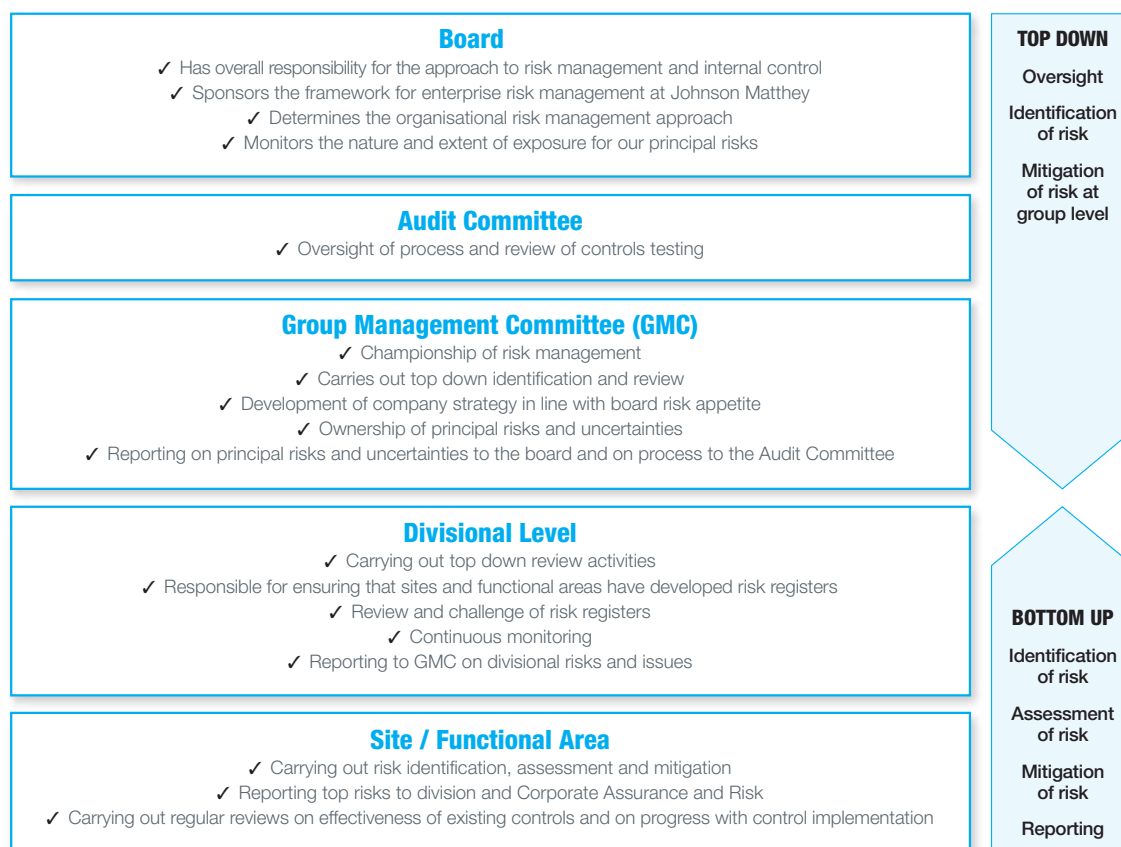 Board
✓ Has overall responsibility for the approach to risk management and internal control
✓ Sponsors the framework for enterprise risk management at Johnson Matthey
✓ Determines the organisational risk management approach
✓ Monitors the nature and extent of exposure for our principal risks
Audit Committee
✓ Oversight of process and review of controls testing
Group Management Committee (GMC)
✓ Championship of risk management
✓ Carries out top down identification and review
✓ Development of company strategy in line with board risk appetite
✓ Ownership of principal risks and uncertainties
✓ Reporting on principal risks and uncertainties to the board and on process to the Audit Committee
Divisional Level
✓ Carrying out top down review activities
✓ Responsible for ensuring that sites and functional areas have developed risk registers
✓ Review and challenge of risk registers
✓ Continuous monitoring
✓ Reporting to GMC on divisional risks and issues
Site / Functional Area
✓ Carrying out risk identification, assessment and mitigation
✓ Reporting top risks to division and Corporate Assurance and Risk
✓ Carrying out regular reviews on effectiveness of existing controls and on progress with control implementation
TOP DOWN
Oversight
Identification
of risk
Mitigation
of risk at
group level
BOTTOM UP
Identification
of risk
Assessment
of risk
Mitigation
of risk
Reporting